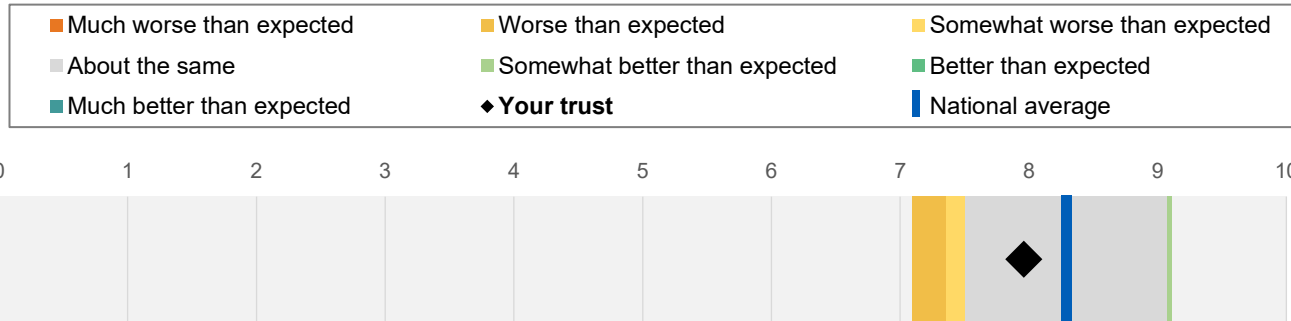 Much worse than expected Worse than expected Somewhat worse than expected
About the same Somewhat better than expected Better than expected
Much better than expected Your trust National average
0 1 2 3 4 5 6 7 8 9 10